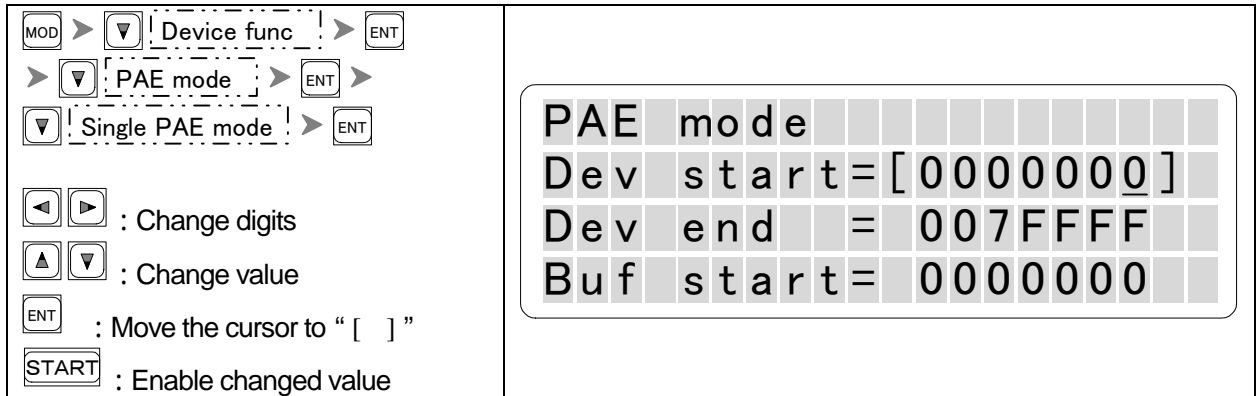 MOD > ▼ Device func > ENT
> ▼ PAE mode > ENT >
▼ Single PAE mode > ENT
◀ ▶ : Change digits
▲ ▼ : Change value
ENT : Move the cursor to “ [   ] ”
START : Enable changed value
PAE mode
Dev start=[0000000]
Dev end  = 007FFFF
Buf start= 0000000